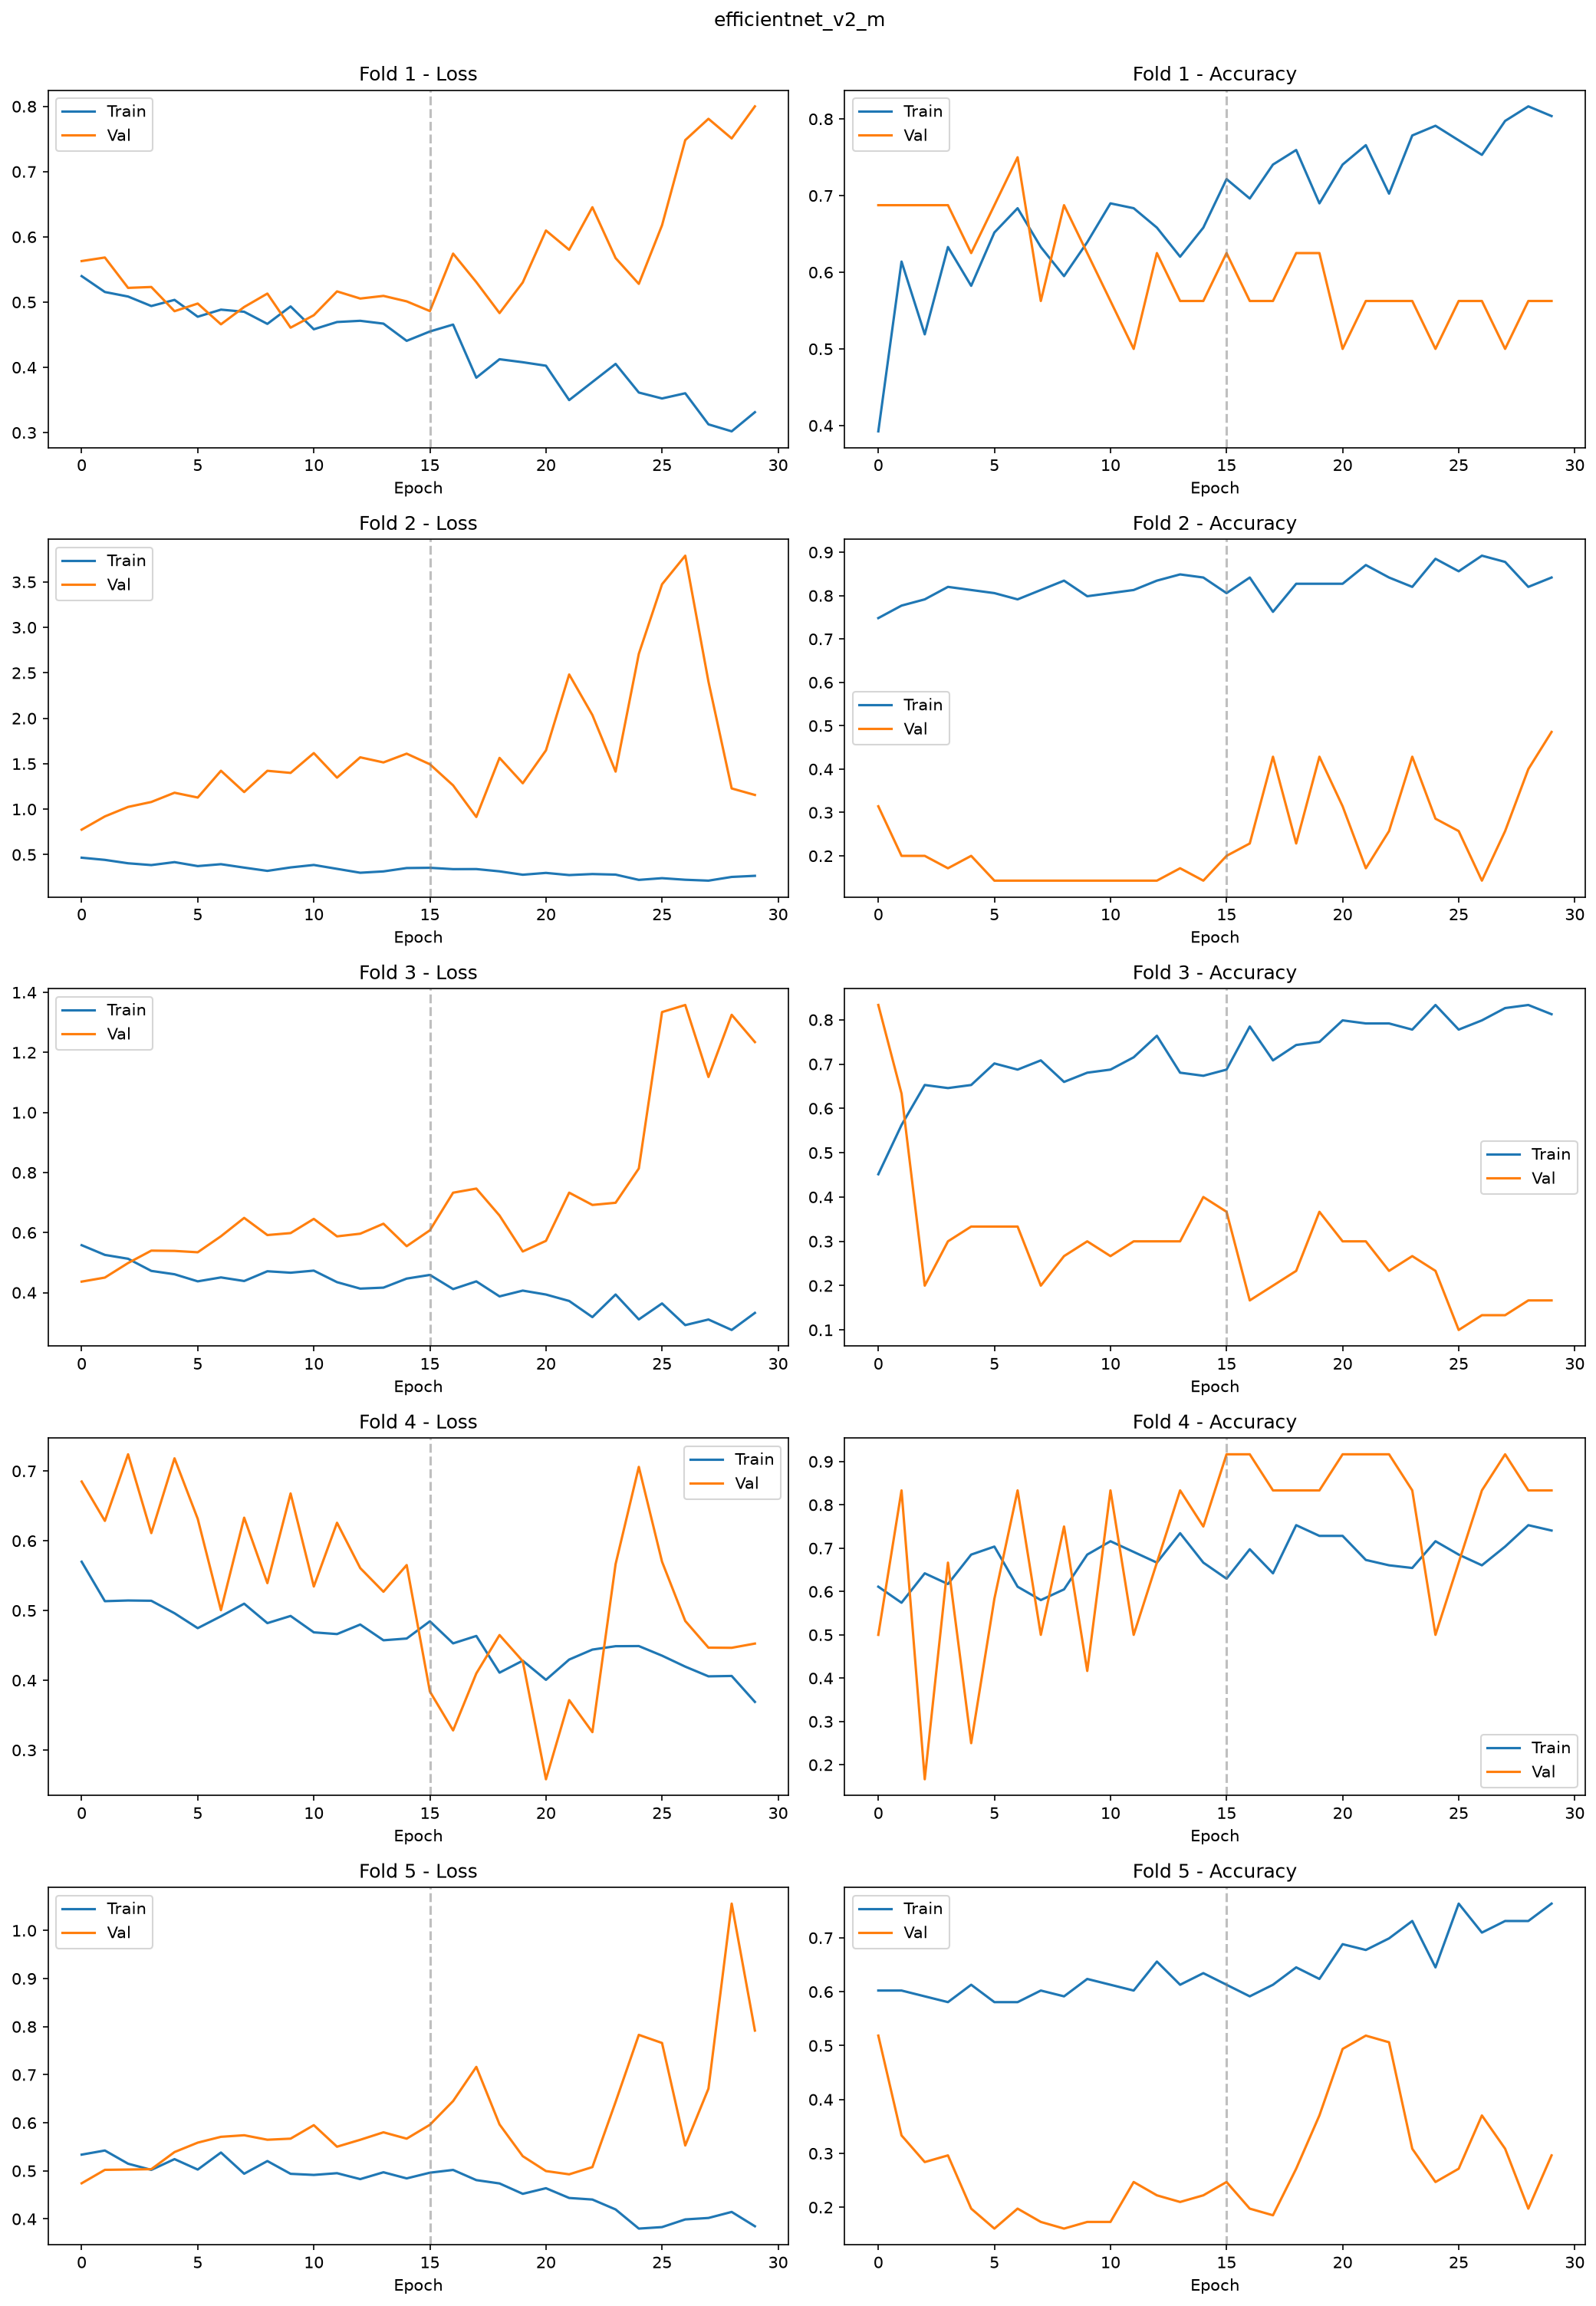 efficientnet_v2_m
Fold 1 - Loss
Train
Val
0.8
0.7
0.6
0.5
0.4
0.3
0 5 10 15 20 25 30
Epoch
Fold 1 - Accuracy
Train
Val
0.8
0.7
0.6
0.5
0.4
0 5 10 15 20 25 30
Epoch
Fold 2 - Loss
Train
Val
3.5
3.0
2.5
2.0
1.5
1.0
0.5
0 5 10 15 20 25 30
Epoch
Fold 2 - Accuracy
0.9
0.8
0.7
0.6
0.5
0.4
0.3
0.2
Train
Val
0 5 10 15 20 25 30
Epoch
Fold 3 - Loss
Train
Val
1.4
1.2
1.0
0.8
0.6
0.4
0 5 10 15 20 25 30
Epoch
Fold 3 - Accuracy
0.8
0.7
0.6
0.5
0.4
0.3
0.2
0.1
Train
Val
0 5 10 15 20 25 30
Epoch
Fold 4 - Loss
Train
Val
0.7
0.6
0.5
0.4
0.3
0 5 10 15 20 25 30
Epoch
Fold 4 - Accuracy
0.9
0.8
0.7
0.6
0.5
0.4
0.3
0.2
Train
Val
0 5 10 15 20 25 30
Epoch
Fold 5 - Loss
Train
Val
1.0
0.9
0.8
0.7
0.6
0.5
0.4
0 5 10 15 20 25 30
Epoch
Fold 5 - Accuracy
Train
Val
0.7
0.6
0.5
0.4
0.3
0.2
0 5 10 15 20 25 30
Epoch